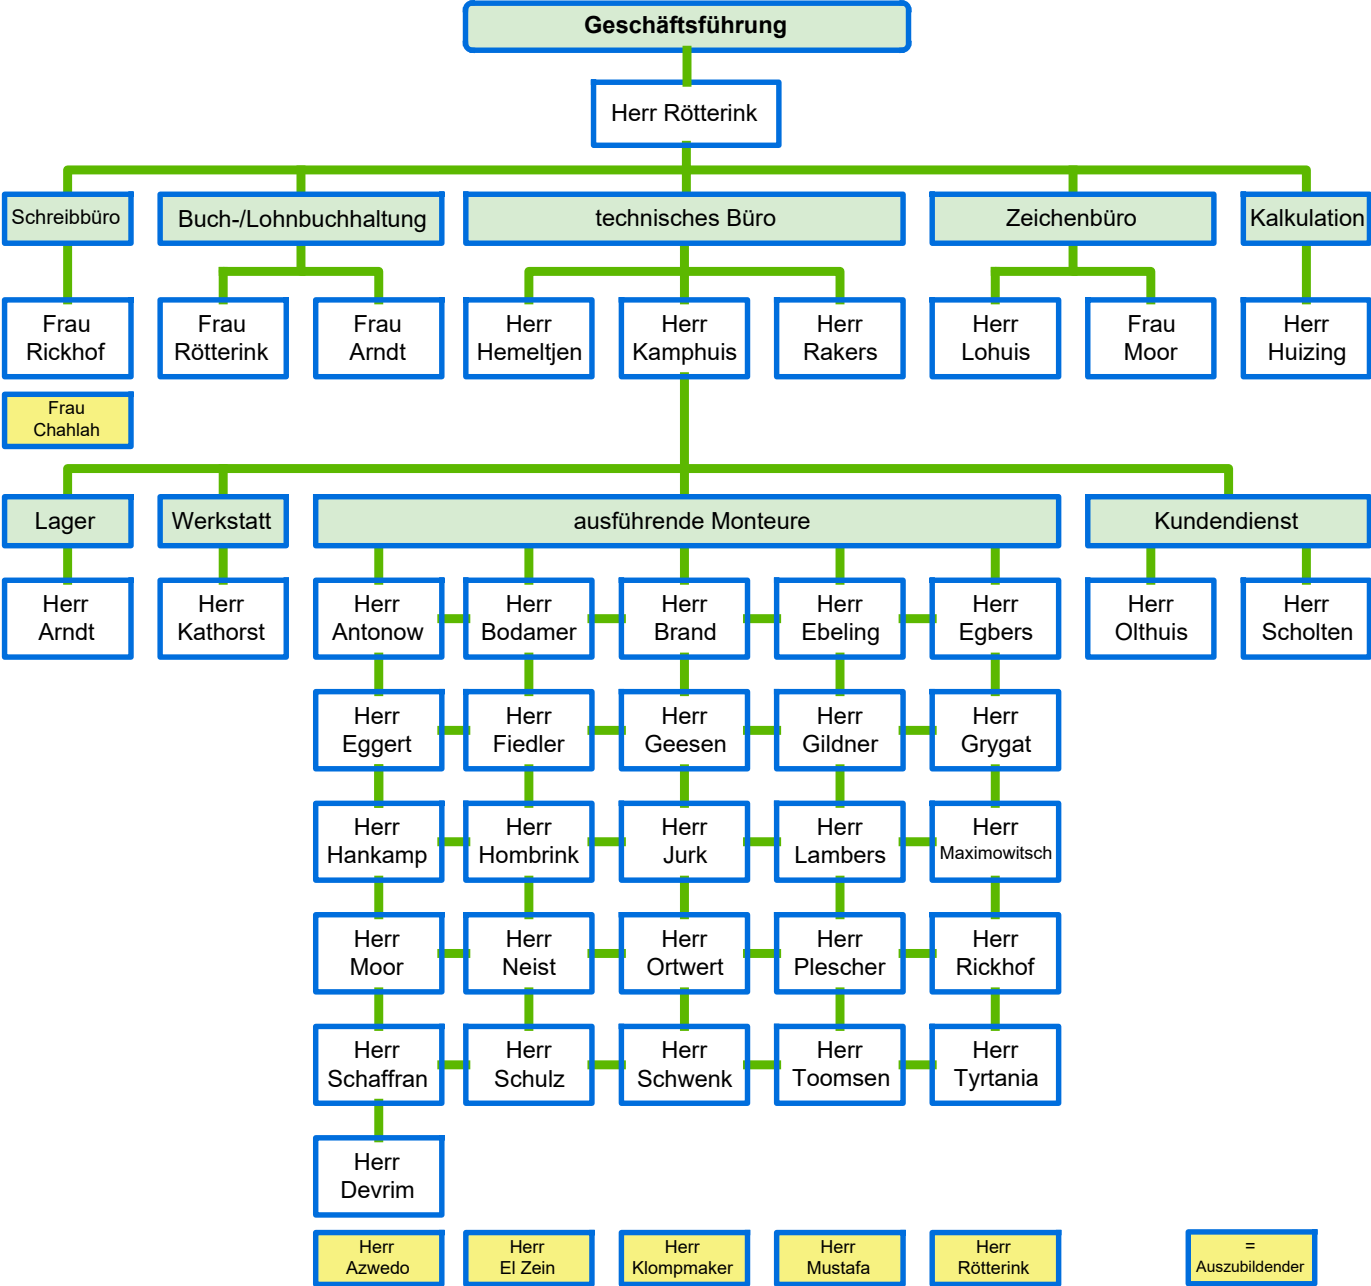 Geschäftsführung
Herr Rötterink
Schreibbüro
Buch-/Lohnbuchhaltung
technisches Büro
Zeichenbüro
Kalkulation
Frau
Rickhof
Frau
Rötterink
Frau
Arndt
Herr
Hemeltjen
Herr
Kamphuis
Herr
Rakers
Herr
Lohuis
Frau
Moor
Herr
Huizing
Frau
Chahlah
Lager
Werkstatt
ausführende Monteure
Kundendienst
Herr
Arndt
Herr
Kathorst
Herr
Antonow
Herr
Bodamer
Herr
Brand
Herr
Ebeling
Herr
Egbers
Herr
Olthuis
Herr
Scholten
Herr
Eggert
Herr
Fiedler
Herr
Geesen
Herr
Gildner
Herr
Grygat
Herr
Hankamp
Herr
Hombrink
Herr
Jurk
Herr
Lambers
Herr
Maximowitsch
Herr
Moor
Herr
Neist
Herr
Ortwert
Herr
Plescher
Herr
Rickhof
Herr
Schaffran
Herr
Schulz
Herr
Schwenk
Herr
Toomsen
Herr
Tyrtania
Herr
Devrim
Herr
Azwedo
Herr
El Zein
Herr
Klompmaker
Herr
Mustafa
Herr
Rötterink
=
Auszubildender